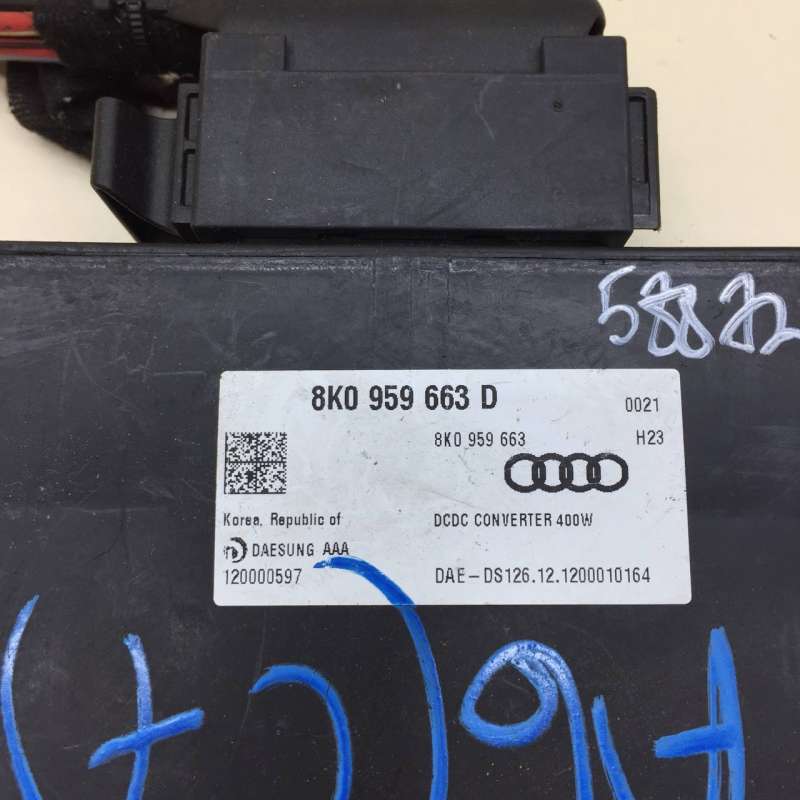 58822
8K0 959 663 D
0021
8K0 959 663
H23
Korea, Republic of
DCDC CONVERTER 400W
DAESUNG AAA
120000597
DAE-DS126.12.1200010164